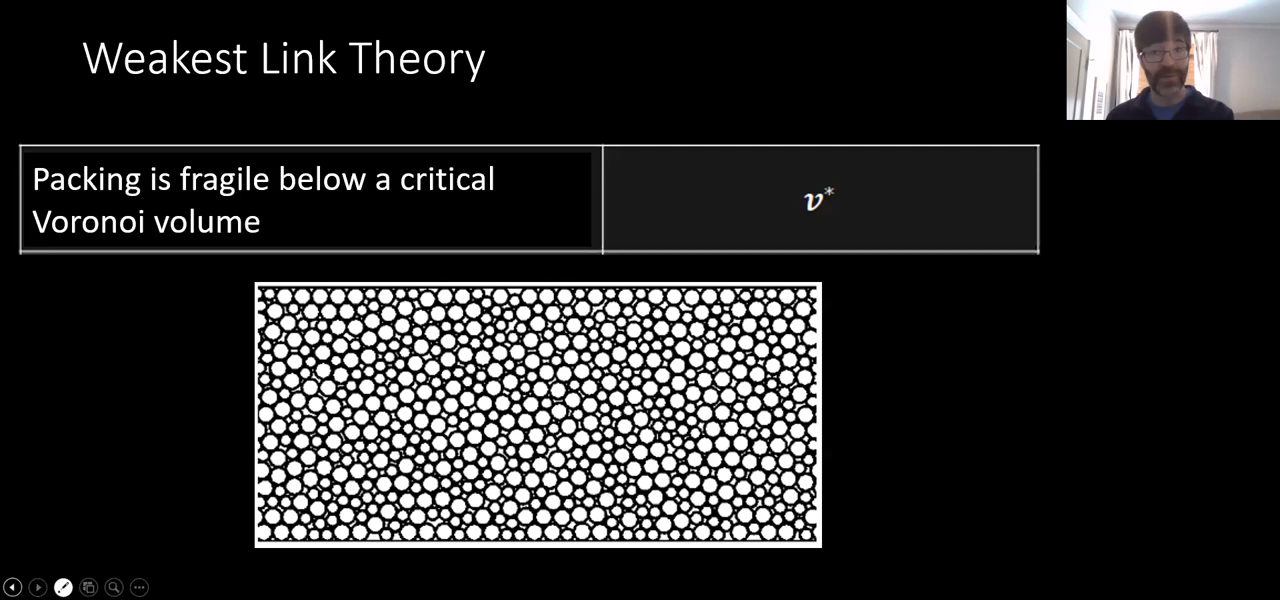 Weakest Link Theory
Packing is fragile below a critical
Voronoi volume
v*